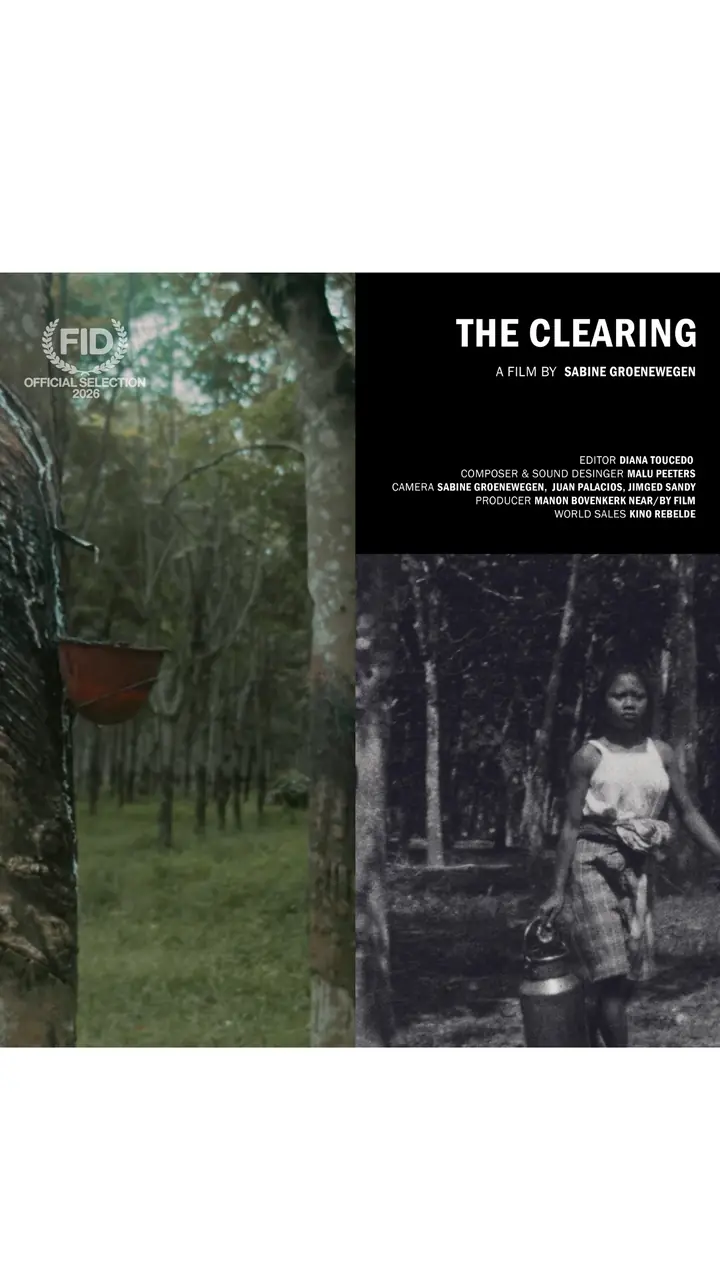 FID
OFFICIAL SELECTION
2026
THE CLEARING
A FILM BY SABINE GROENEWEGEN
EDITOR DIANA TOUCEDO
COMPOSER & SOUND DESINGER MALU PEETERS
CAMERA SABINE GROENEWEGEN, JUAN PALACIOS, JIMGED SANDY
PRODUCER MANON BOVENKERK NEAR/BY FILM
WORLD SALES KINO REBELDE